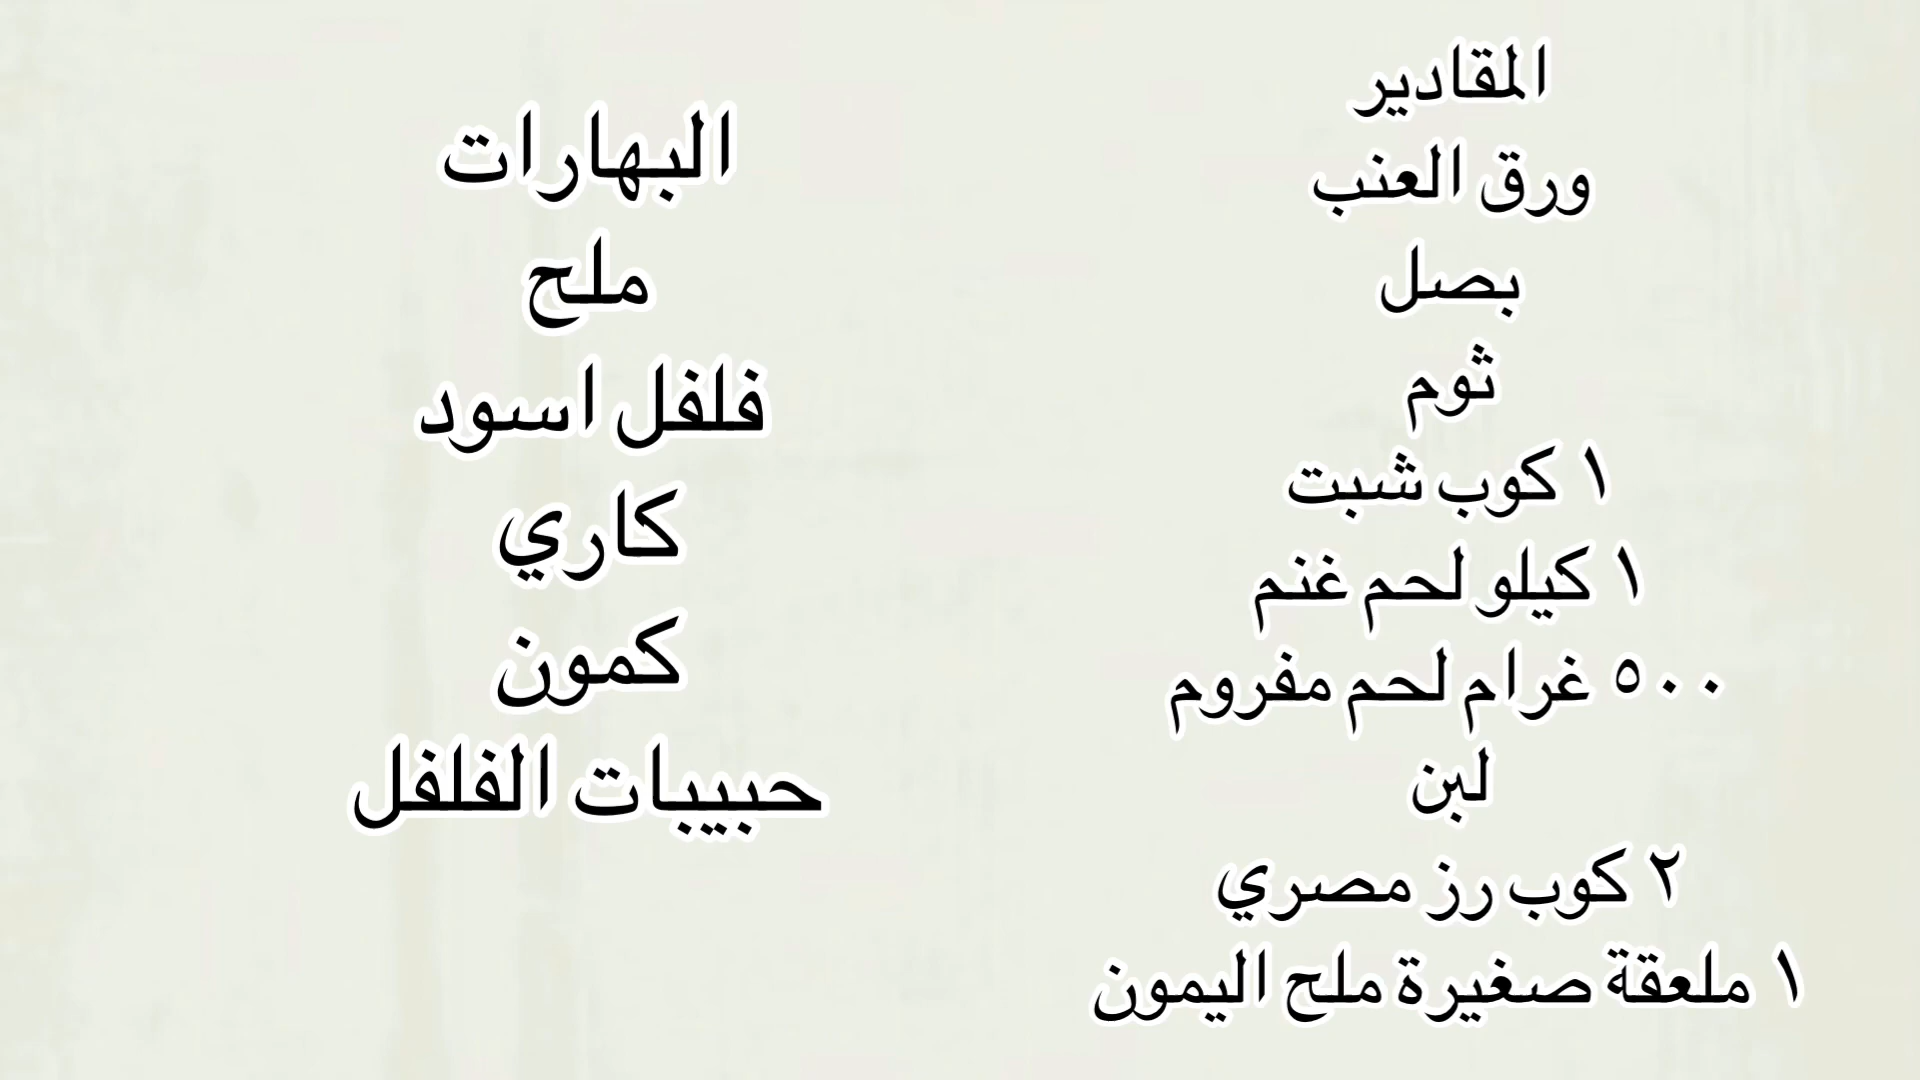 المقادير
ورق العنب
بصل
ثوم
١ كوب شبت
١ كيلو لحم غنم
٥٠٠ غرام لحم مفروم
لبن
٢ كوب رز مصري
١ ملعقة صغيرة ملح اليمون
البهارات
ملح
فلفل اسود
كاري
كمون
حبيبات الفلفل